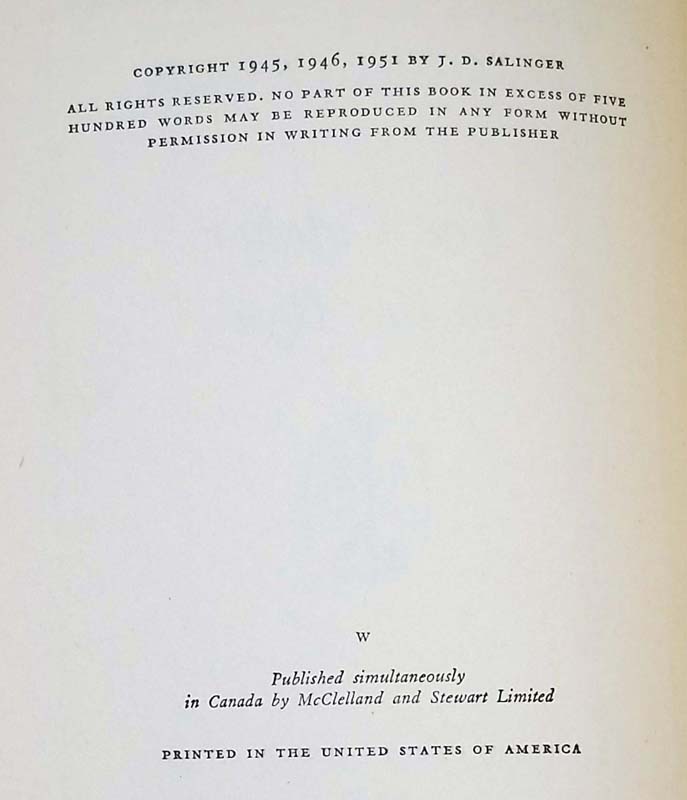 COPYRIGHT 1945, 1946, 1951 BY J. D. SALINGER
ALL RIGHTS RESERVED. NO PART OF THIS BOOK IN EXCESS OF FIVE
HUNDRED WORDS MAY BE REPRODUCED IN ANY FORM WITHOUT
PERMISSION IN WRITING FROM THE PUBLISHER
W
Published simultaneously
in Canada by McClelland and Stewart Limited
PRINTED IN THE UNITED STATES OF AMERICA